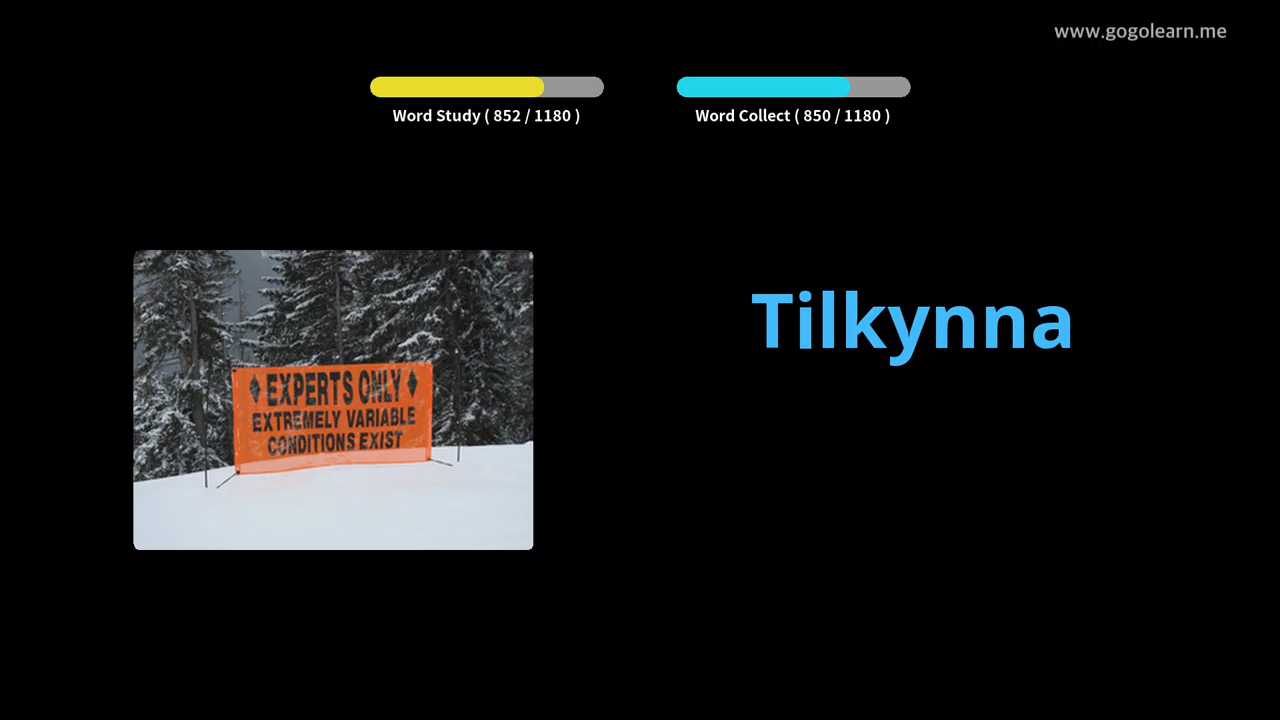 www.gogolearn.me
Word Study ( 852 / 1180 )
Word Collect ( 850 / 1180 )
EXPERTS ONLY
EXTREMELY VARIABLE
CONDITIONS EXIST
Tilkynna